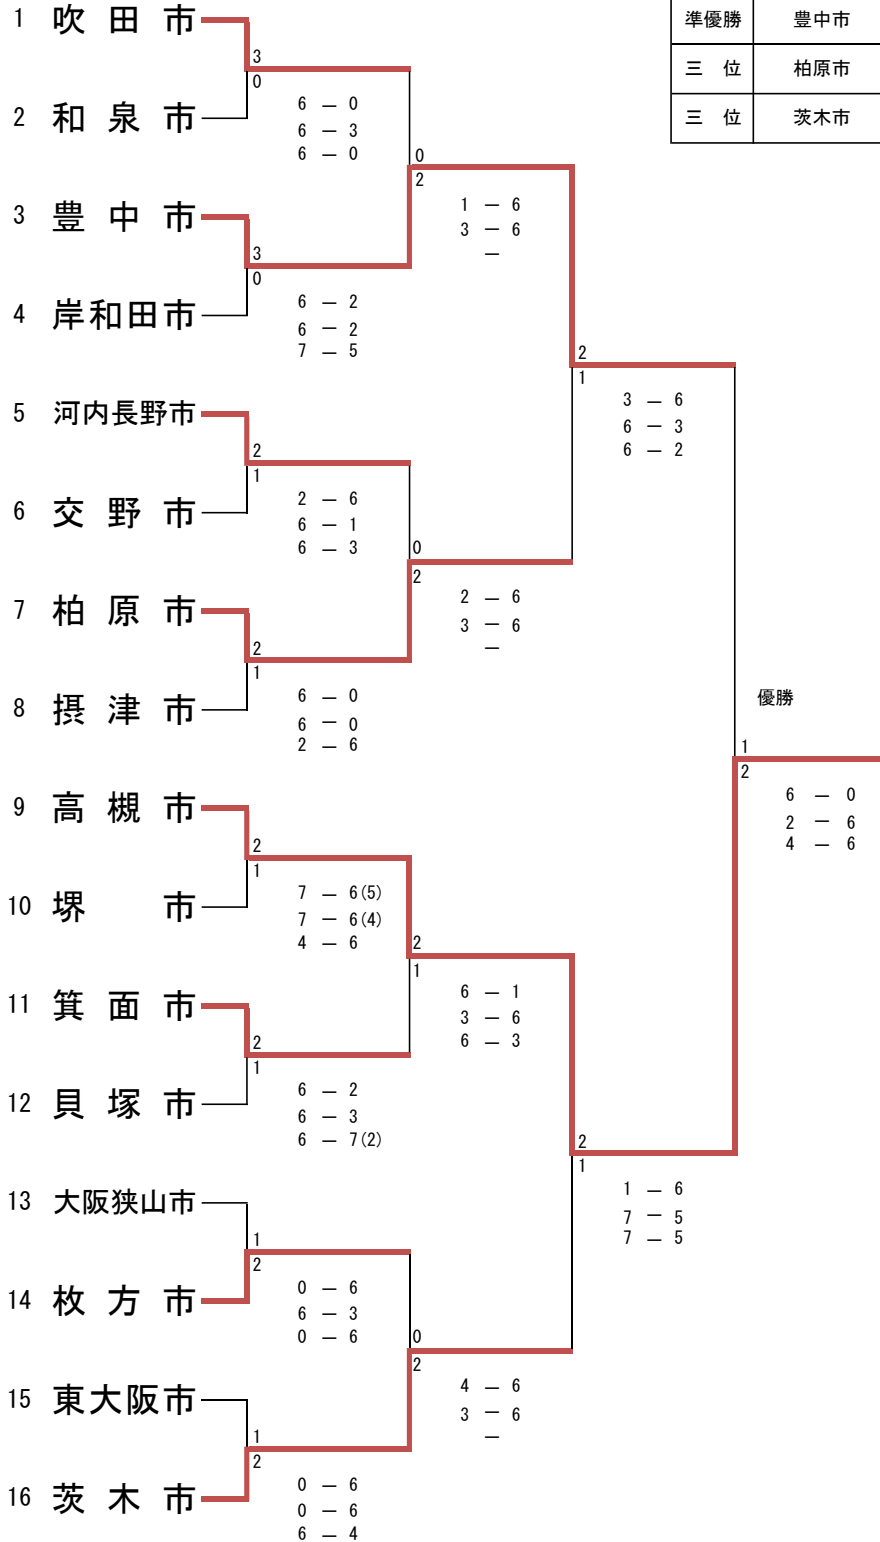 準優勝 豊中市
三 位 柏原市
三 位 茨木市
1 吹田市
3
0
6 — 0
6 — 3
6 — 0
2 和泉市
0
2
1 — 6
3 — 6
—
3 豊中市
3
0
6 — 2
6 — 2
7 — 5
4 岸和田市
2
1
3 — 6
6 — 3
6 — 2
5 河内長野市
2
1
2 — 6
6 — 1
6 — 3
6 交野市
0
2
2 — 6
3 — 6
—
7 柏原市
2
1
6 — 0
6 — 0
2 — 6
8 摂津市
優勝
1
2
6 — 0
2 — 6
4 — 6
9 高槻市
2
1
7 — 6(5)
7 — 6(4)
4 — 6
10 堺 市
2
1
6 — 1
3 — 6
6 — 3
11 箕面市
2
1
6 — 2
6 — 3
6 — 7(2)
12 貝塚市
2
1
1 — 6
7 — 5
7 — 5
13 大阪狭山市
1
2
0 — 6
6 — 3
0 — 6
14 枚方市
0
2
4 — 6
3 — 6
—
15 東大阪市
1
2
0 — 6
0 — 6
6 — 4
16 茨木市